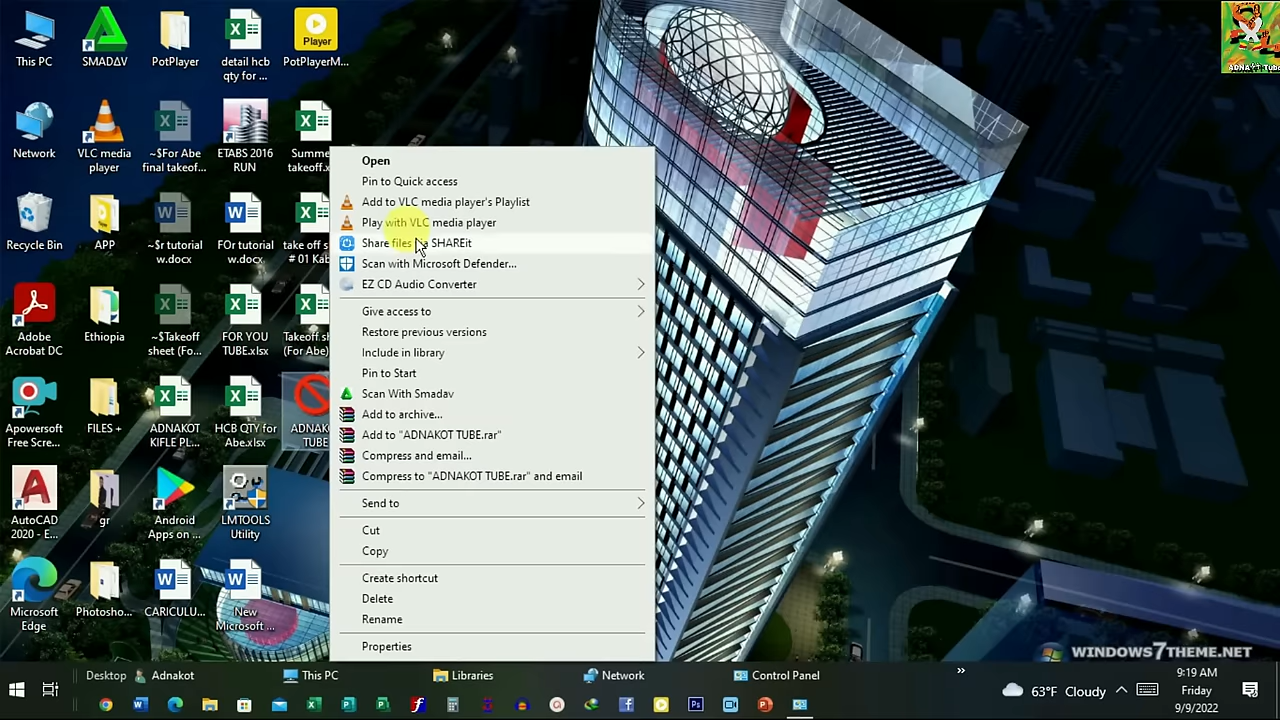 This PC
SMADΔV
PotPlayer
detail hcb
qty for ...
Player
PotPlayerM...
Network
VLC media
player
~$For Abe
final takeof...
ETABS 2016
RUN
Summe
takeoff.x
Recycle Bin
APP
~$r tutorial
w.docx
FOr tutorial
w.docx
take off s
# 01 Kab
Adobe
Acrobat DC
Ethiopia
~$Takeoff
sheet (Fo...
FOR YOU
TUBE.xlsx
Takeoff sh
(For Abe)
Apowersoft
Free Scre...
FILES +
ADNAKOT
KIFLE PL...
HCB QTY for
Abe.xlsx
ADNAK
TUBE
AutoCAD
2020 - E...
gr
Android
Apps on ...
LMTOOLS
Utility
Microsoft
Edge
Photosho...
CARICULU...
New
Microsoft ...
Open
Pin to Quick access
Add to VLC media player's Playlist
Play with VLC media player
Share files via SHAREit
Scan with Microsoft Defender...
EZ CD Audio Converter
Give access to
Restore previous versions
Include in library
Pin to Start
Scan With Smadav
Add to archive...
Add to "ADNAKOT TUBE.rar"
Compress and email...
Compress to "ADNAKOT TUBE.rar" and email
Send to
Cut
Copy
Create shortcut
Delete
Rename
Properties
WINDOWS7THEME.NET
Desktop
Adnakot
This PC
Libraries
Network
Control Panel
»
63°F Cloudy
9:19 AM
Friday
9/9/2022